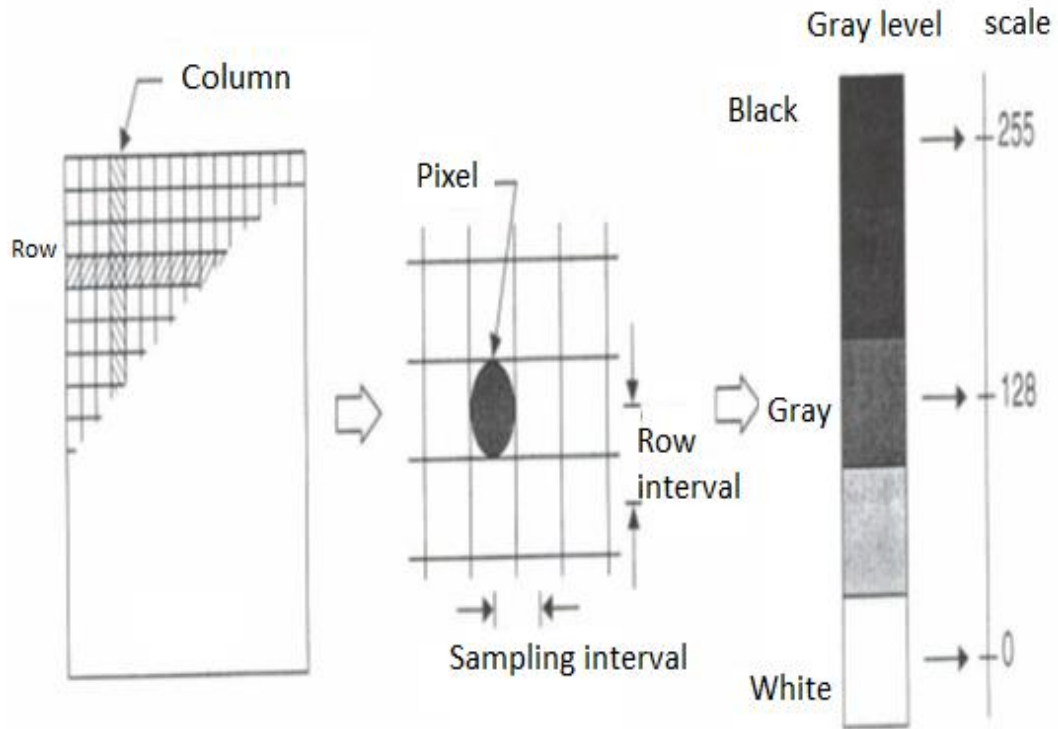 Gray level scale
Column
Black
255
Pixel
Row
128
Gray
Row
interval
Sampling interval
0
White